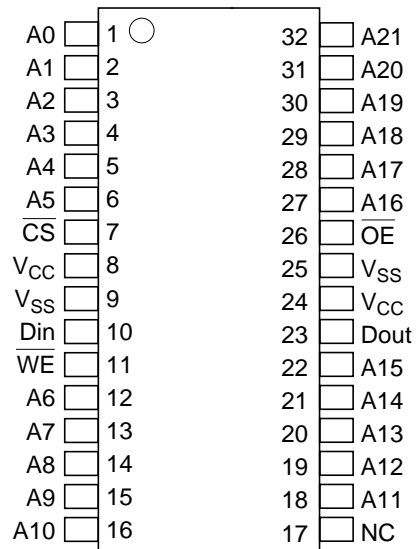 A0 1 32 A21
A1 2 31 A20
A2 3 30 A19
A3 4 29 A18
A4 5 28 A17
A5 6 27 A16
C̅S̅ 7 26 O̅E̅
VCC 8 25 VSS
VSS 9 24 VCC
Din 10 23 Dout
W̅E̅ 11 22 A15
A6 12 21 A14
A7 13 20 A13
A8 14 19 A12
A9 15 18 A11
A10 16 17 NC